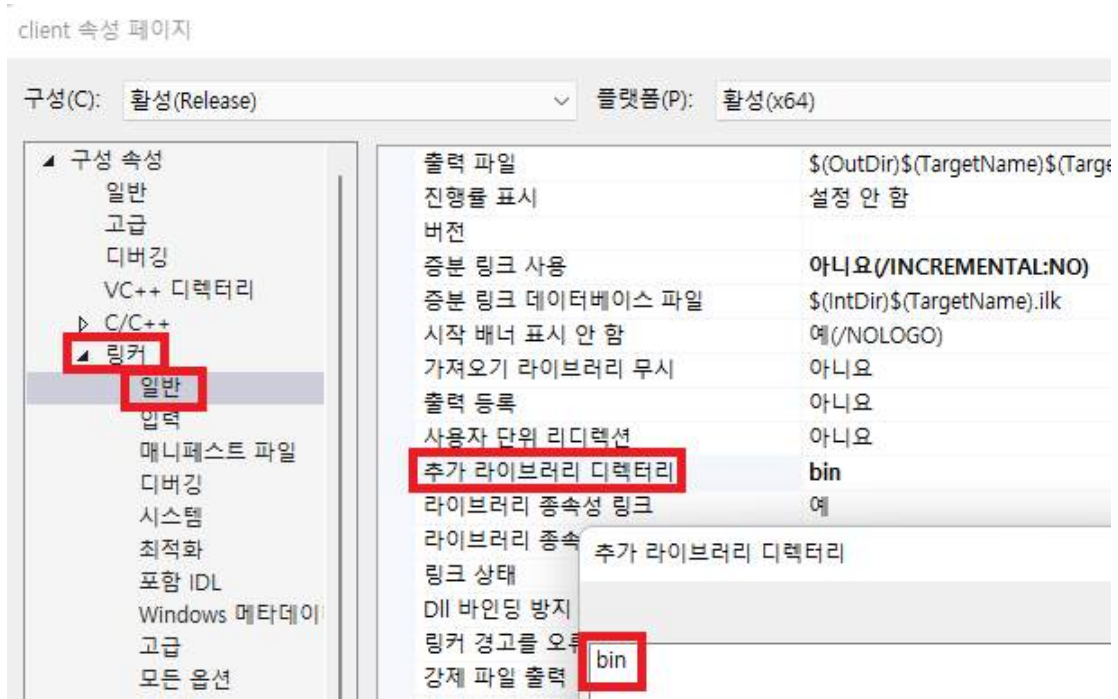 client 속성 페이지
구성(C): 활성(Release) 플랫폼(P): 활성(x64)
구성 속성
일반
고급
디버깅
VC++ 디렉터리
C/C++
링커
일반
입력
매니페스트 파일
디버깅
시스템
최적화
포함 IDL
Windows 메타데이
고급
모든 옵션
출력 파일 $(OutDir)$(TargetName)$(Targe
진행률 표시 설정 안 함
버전
증분 링크 사용 아니요(/INCREMENTAL:NO)
증분 링크 데이터베이스 파일 $(IntDir)$(TargetName).ilk
시작 배너 표시 안 함 예(/NOLOGO)
가져오기 라이브러리 무시 아니요
출력 등록 아니요
사용자 단위 리디렉션 아니요
추가 라이브러리 디렉터리 bin
라이브러리 종속성 링크 예
라이브러리 종속
링크 상태
Dll 바인딩 방지
링커 경고를 오
강제 파일 출력
추가 라이브러리 디렉터리
bin